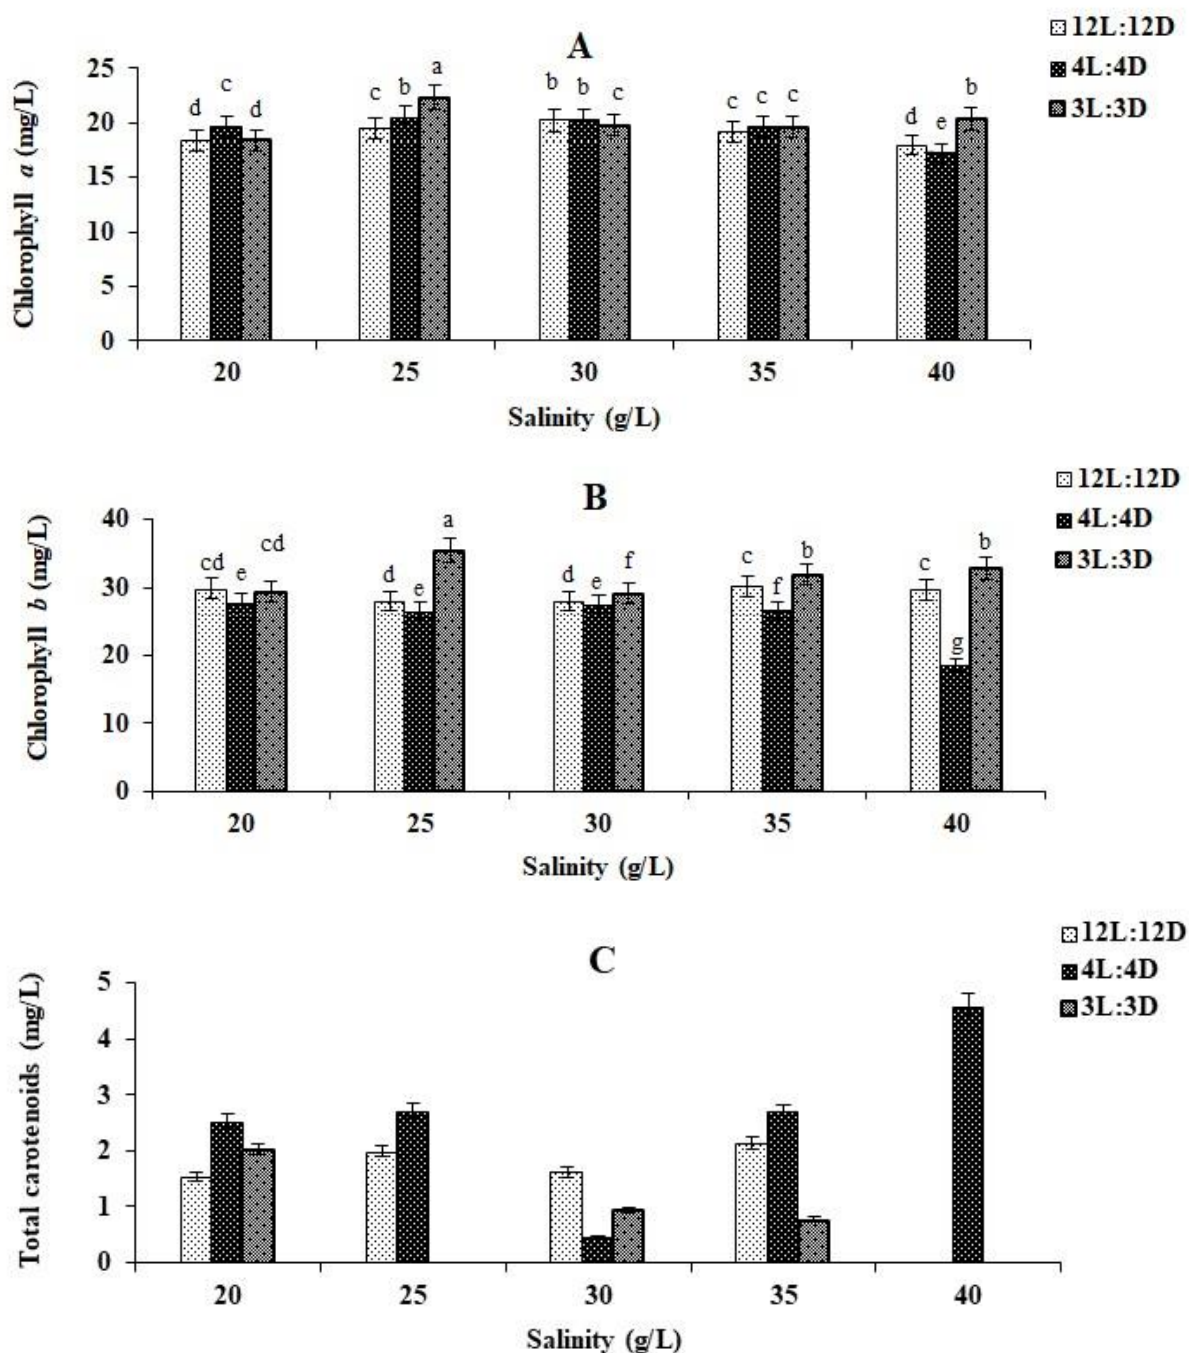 A
12L:12D
4L:4D
3L:3D
Chlorophyll a (mg/L)
25
20
15
10
5
0
d c d
c b a
b b c
c c c
d e b
20 25 30 35 40
Salinity (g/L)
B
12L:12D
4L:4D
3L:3D
Chlorophyll b (mg/L)
40
30
20
10
0
cd e cd
d e a
d e f
c f b
c g b
20 25 30 35 40
Salinity (g/L)
C
12L:12D
4L:4D
3L:3D
Total carotenoids (mg/L)
5
4
3
2
1
0
20 25 30 35 40
Salinity (g/L)